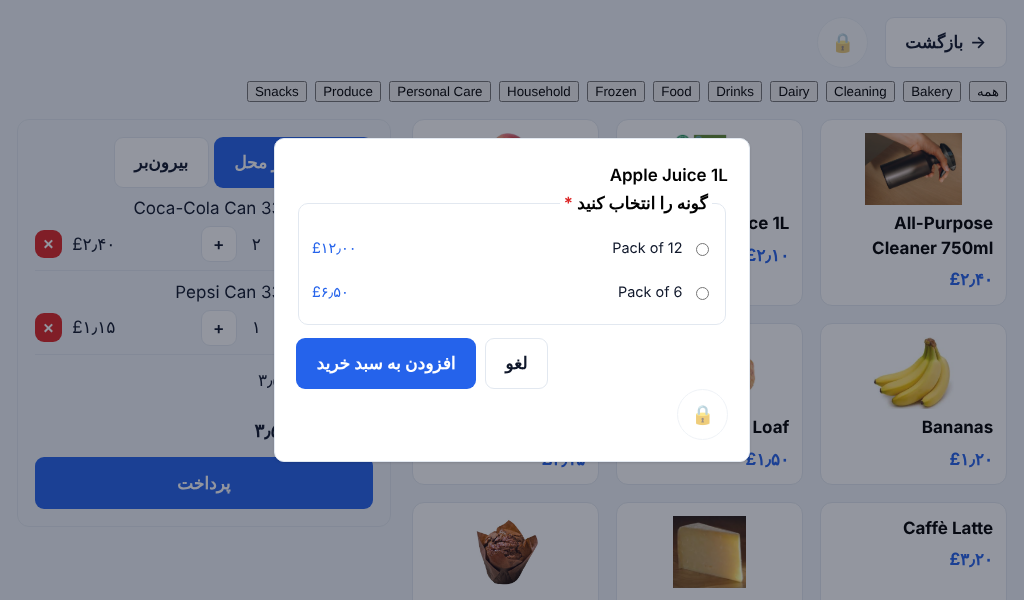 بازگشت →
همه
Bakery
Cleaning
Dairy
Drinks
Food
Frozen
Household
Personal Care
Produce
Snacks
All-Purpose
Cleaner 750ml
£۲٫۴۰
£۲٫۱۰
Bananas
£۱٫۲۰
Loaf
£۱٫۵۰
Caffè Latte
£۳٫۲۰
محل
بیرون‌بر
Coca-Cola Can
۲
+
£۲٫۴۰
×
Pepsi Can
۱
+
£۱٫۱۵
×
پرداخت
Apple Juice 1L
گونه را انتخاب کنید *
Pack of 12
£۱۲٫۰۰
Pack of 6
£۶٫۵۰
لغو
افزودن به سبد خرید